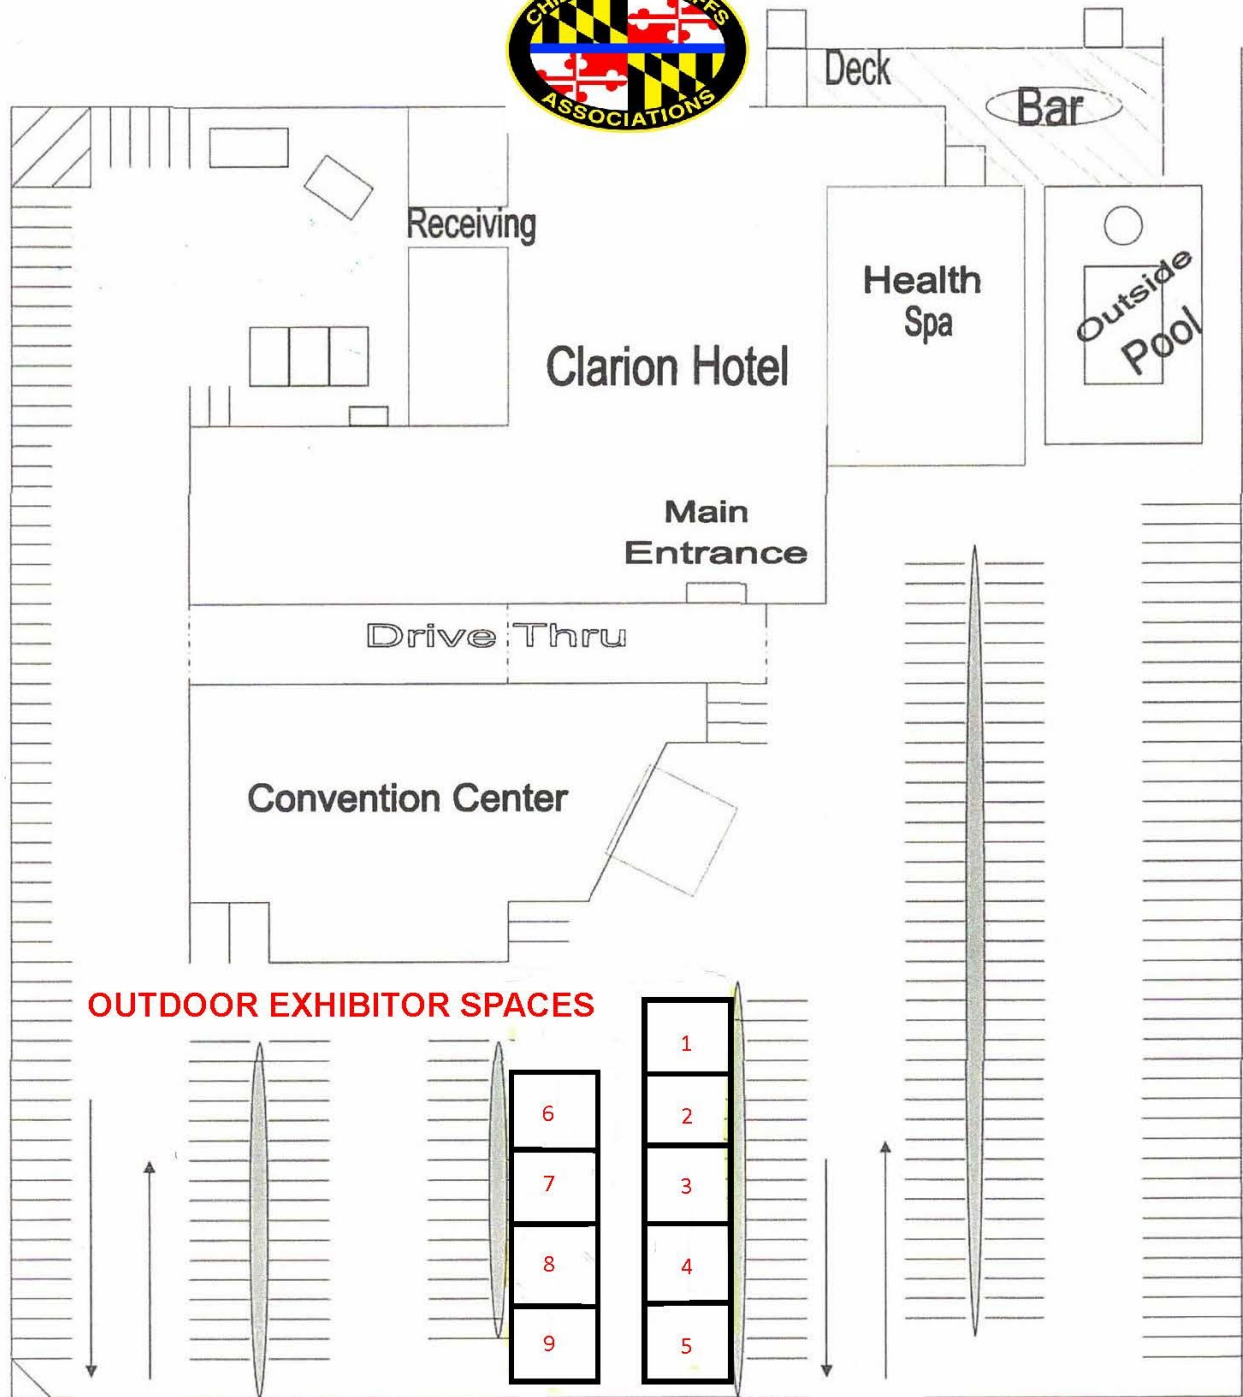 ASSOCIATIONS
Deck
Bar
Receiving
Health
Spa
Outside
Pool
Clarion Hotel
Main
Entrance
Drive Thru
Convention Center
OUTDOOR EXHIBITOR SPACES
1
6
2
7
3
8
4
9
5